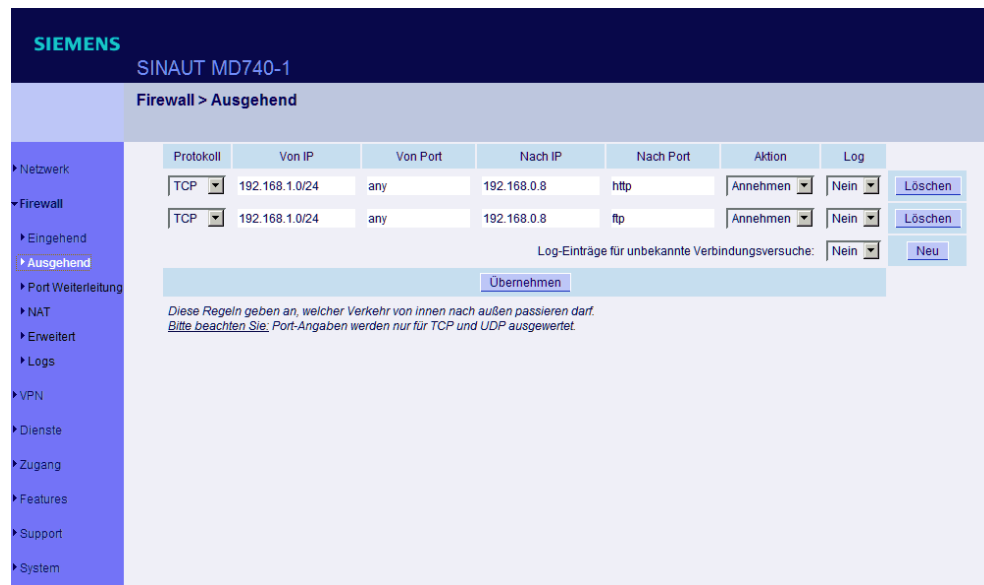 SIEMENS
SINAUT MD740-1
Firewall > Ausgehend
Netzwerk
Firewall
Eingehend
Ausgehend
Port Weiterleitung
NAT
Erweitert
Logs
VPN
Dienste
Zugang
Features
Support
System
Protokoll Von IP Von Port Nach IP Nach Port Aktion Log
TCP 192.168.1.0/24 any 192.168.0.8 http Annehmen Nein Löschen
TCP 192.168.1.0/24 any 192.168.0.8 ftp Annehmen Nein Löschen
Log-Einträge für unbekannte Verbindungsversuche: Nein Neu
Übernehmen
Diese Regeln geben an, welcher Verkehr von innen nach außen passieren darf.
Bitte beachten Sie: Port-Angaben werden nur für TCP und UDP ausgewertet.